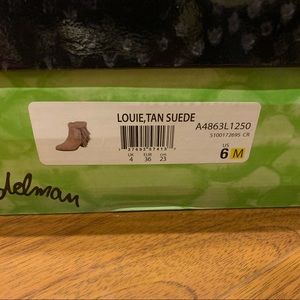 LOUIE,TAN SUEDE
A4863L1250
5100172695 CR
UK EUR cm
4 36 23
US
6 M
delman